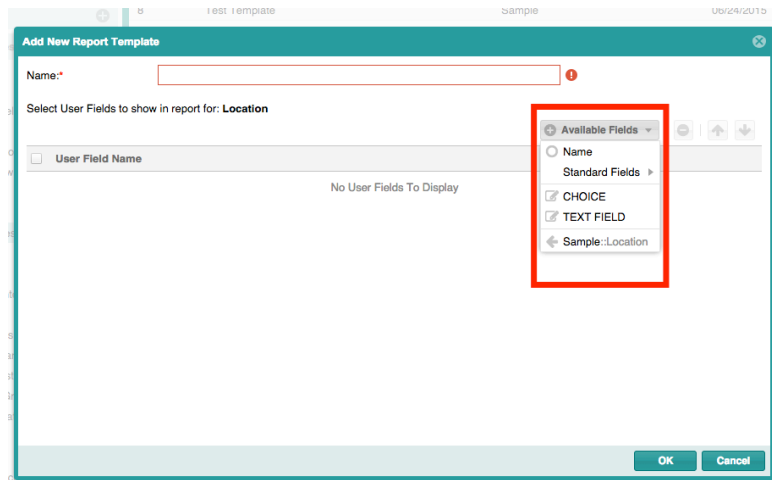 8 Test Template Sample 06/24/2015
Add New Report Template
Name:*
Select User Fields to show in report for: Location
Available Fields
User Field Name
Name
Standard Fields
No User Fields To Display
CHOICE
TEXT FIELD
Sample::Location
OK Cancel